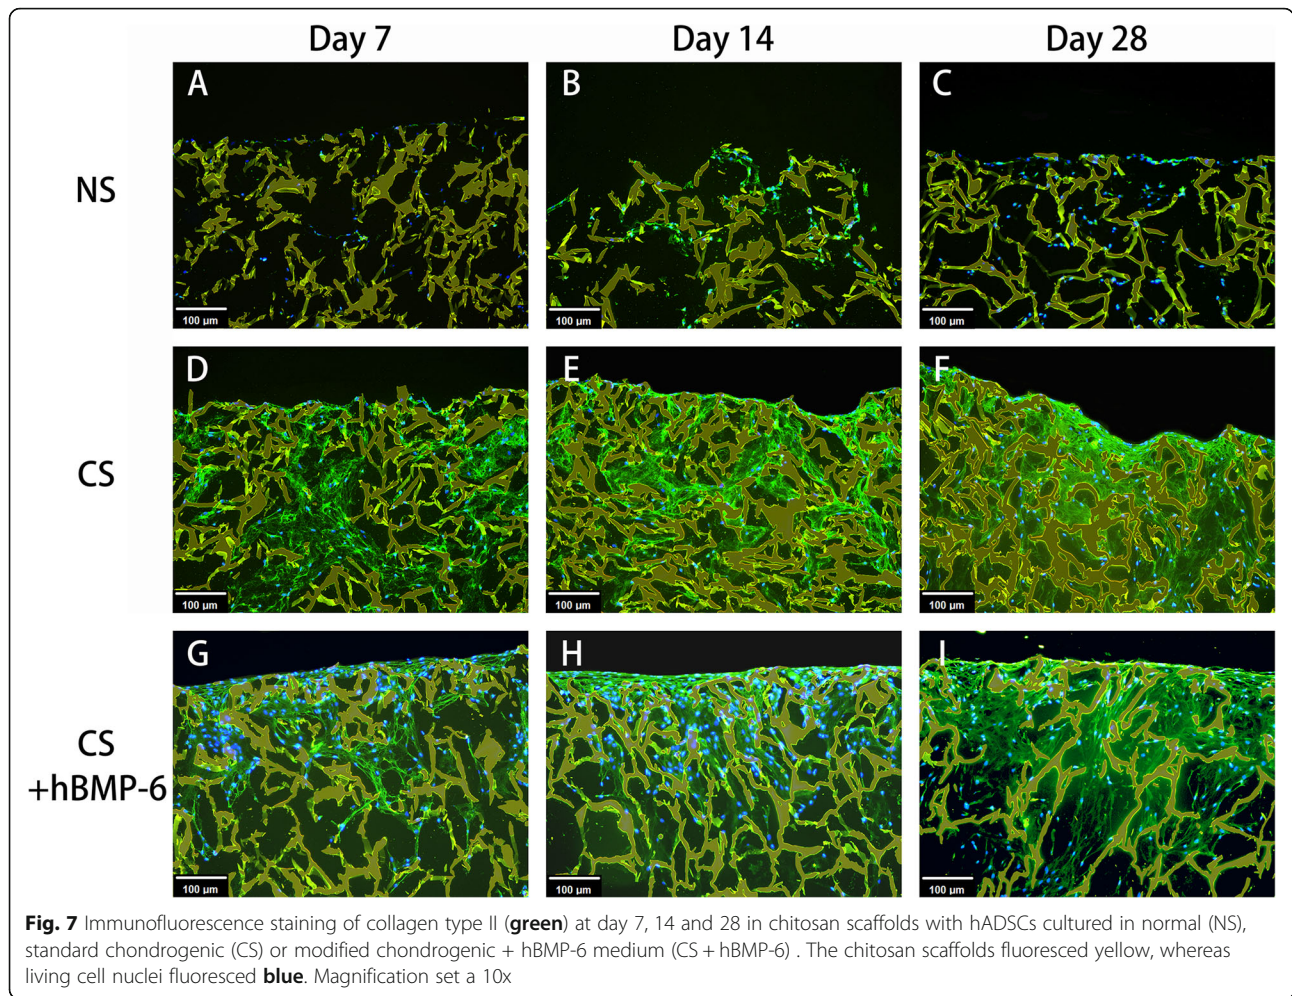 Day 7 Day 14 Day 28
A B C
NS
100 µm 100 µm 100 µm
D E F
CS
100 µm 100 µm 100 µm
G H I
CS
+hBMP-6
100 µm 100 µm 100 µm
Fig. 7 Immunofluorescence staining of collagen type II (green) at day 7, 14 and 28 in chitosan scaffolds with hADSCs cultured in normal (NS),
standard chondrogenic (CS) or modified chondrogenic + hBMP-6 medium (CS + hBMP-6) . The chitosan scaffolds fluoresced yellow, whereas
living cell nuclei fluoresced blue. Magnification set a 10x